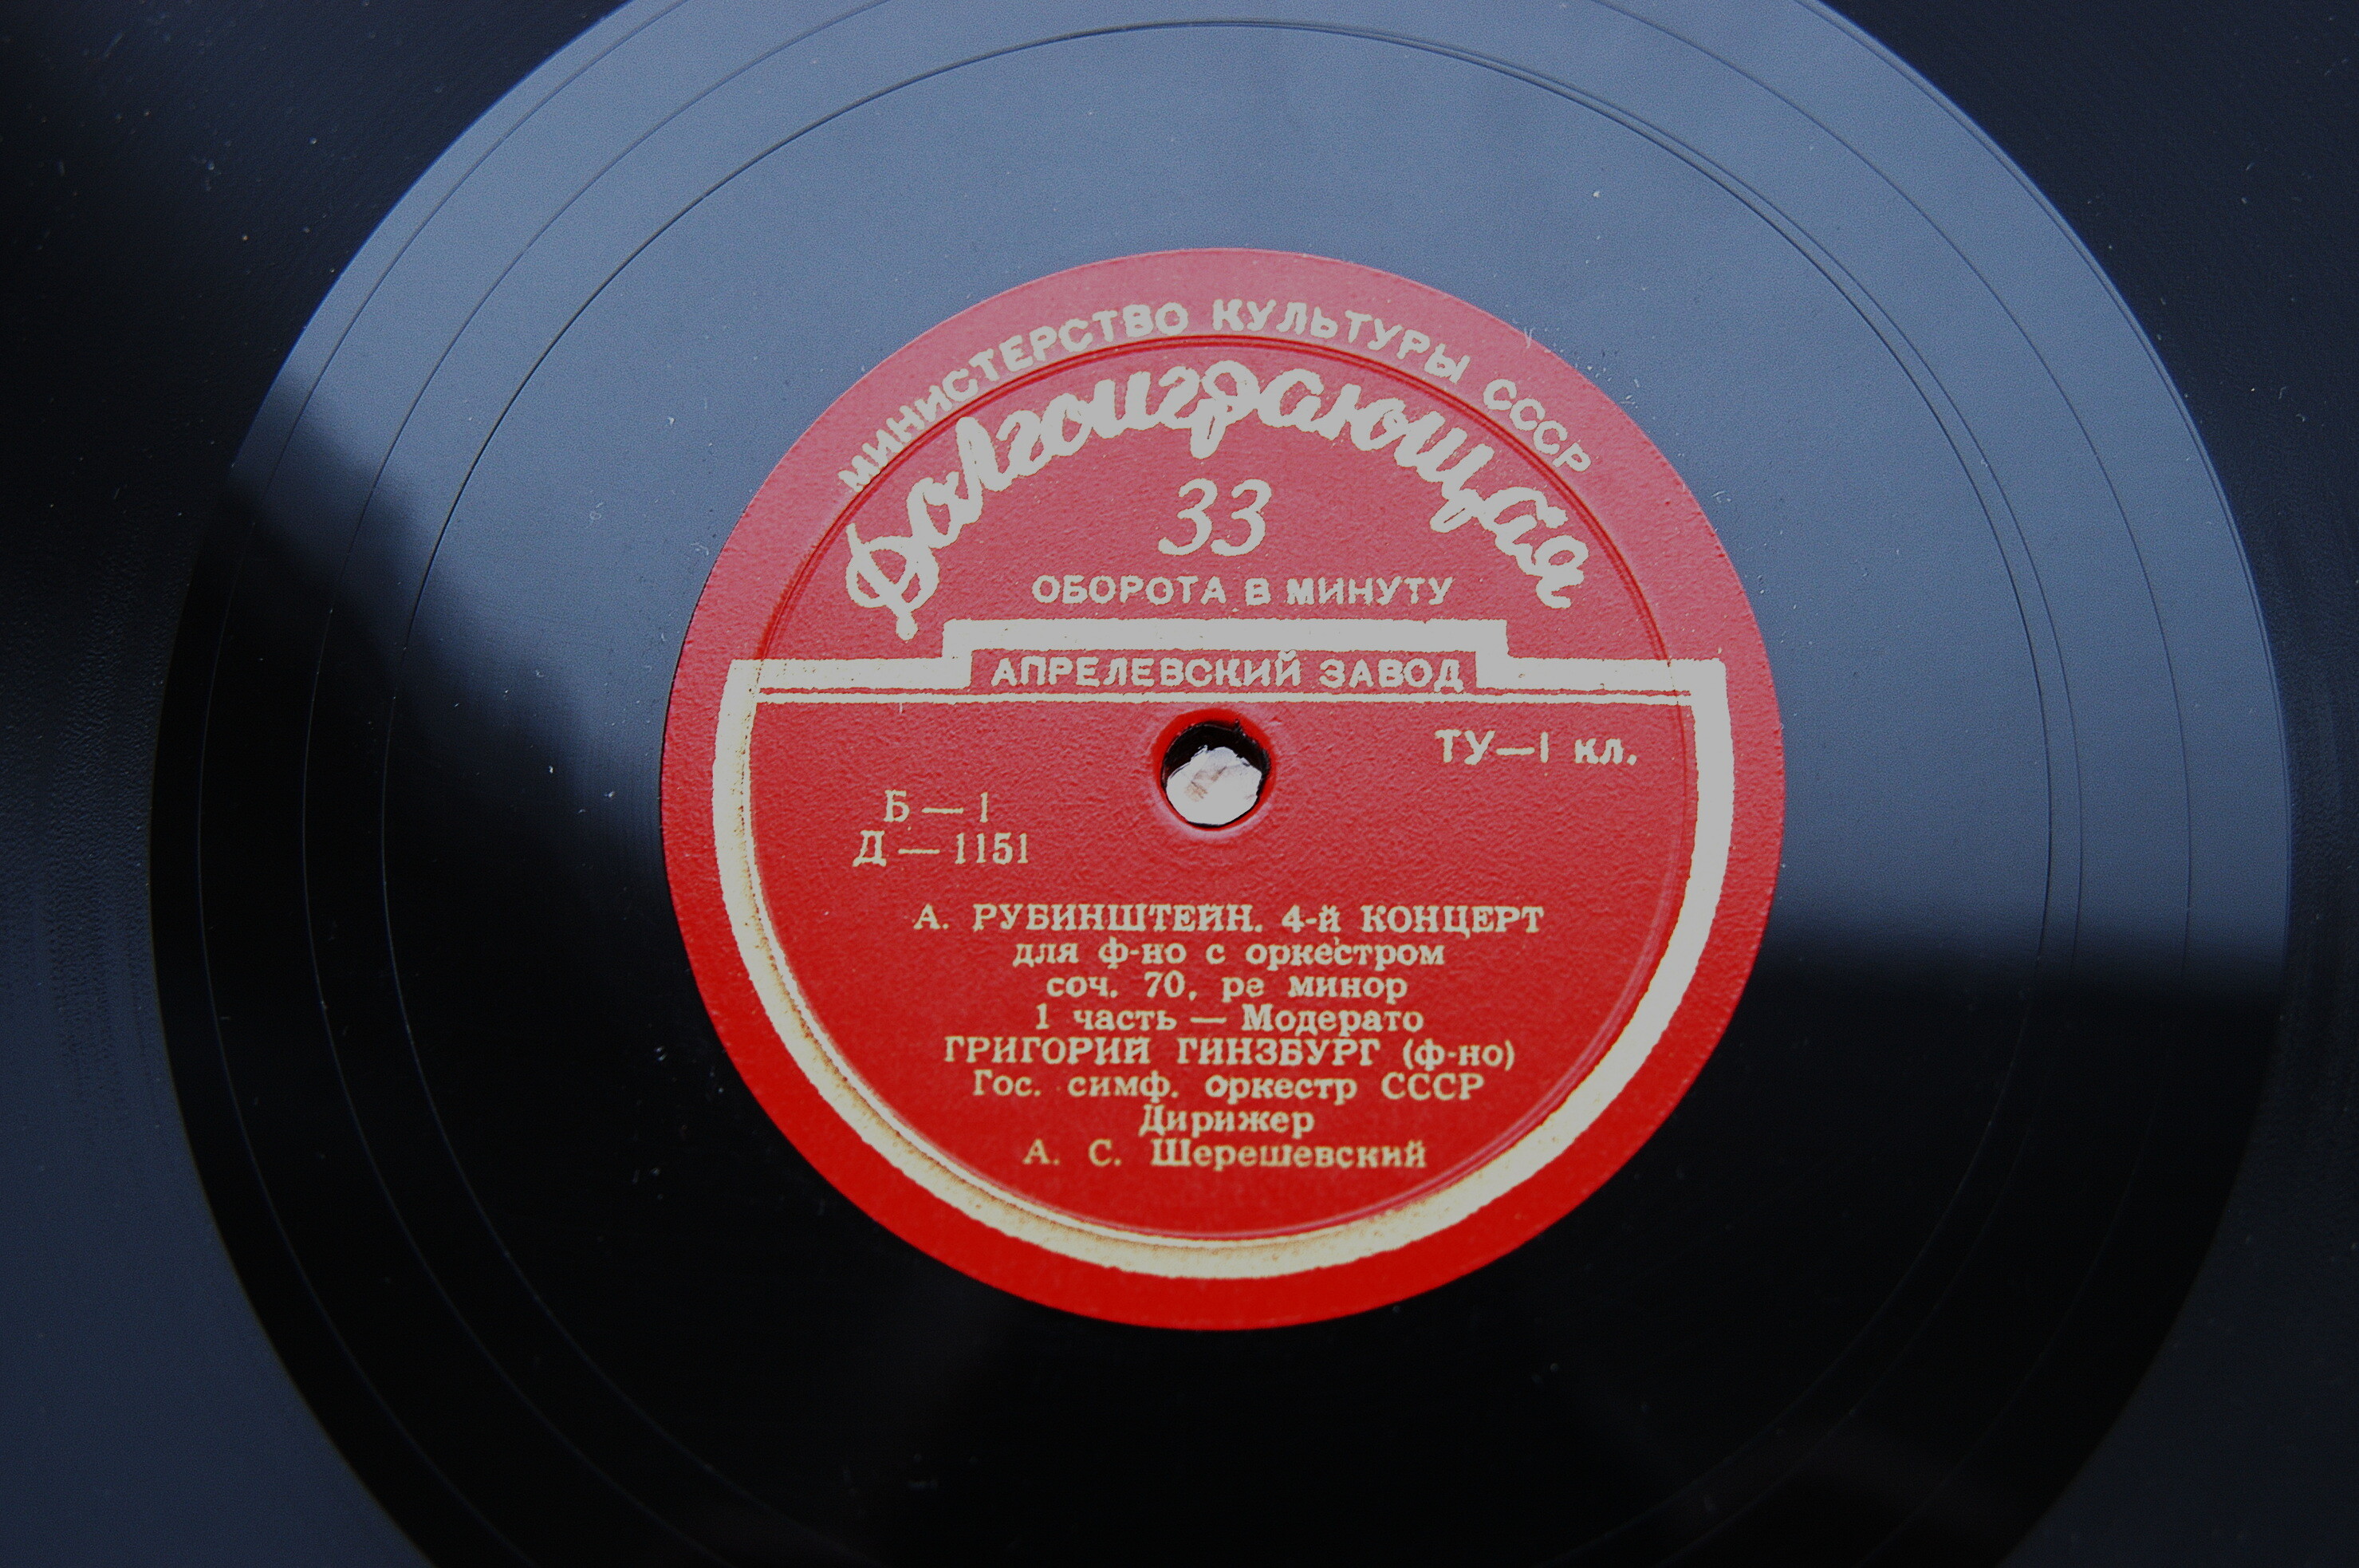 МИНИСТЕРСТВО КУЛЬТУРЫ СССР
Долгоиграющая
33
ОБОРОТА В МИНУТУ
АПРЕЛЕВСКИЙ ЗАВОД
ТУ—1 кл.
Б — 1
Д — 1151
А. РУБИНШТЕЙН. 4-й КОНЦЕРТ
для ф-но с оркестром
соч. 70, ре минор
1 часть — Модерато
ГРИГОРИЙ ГИНЗБУРГ (ф-но)
Гос. симф. оркестр СССР
Дирижер
А. С. Шерешевский